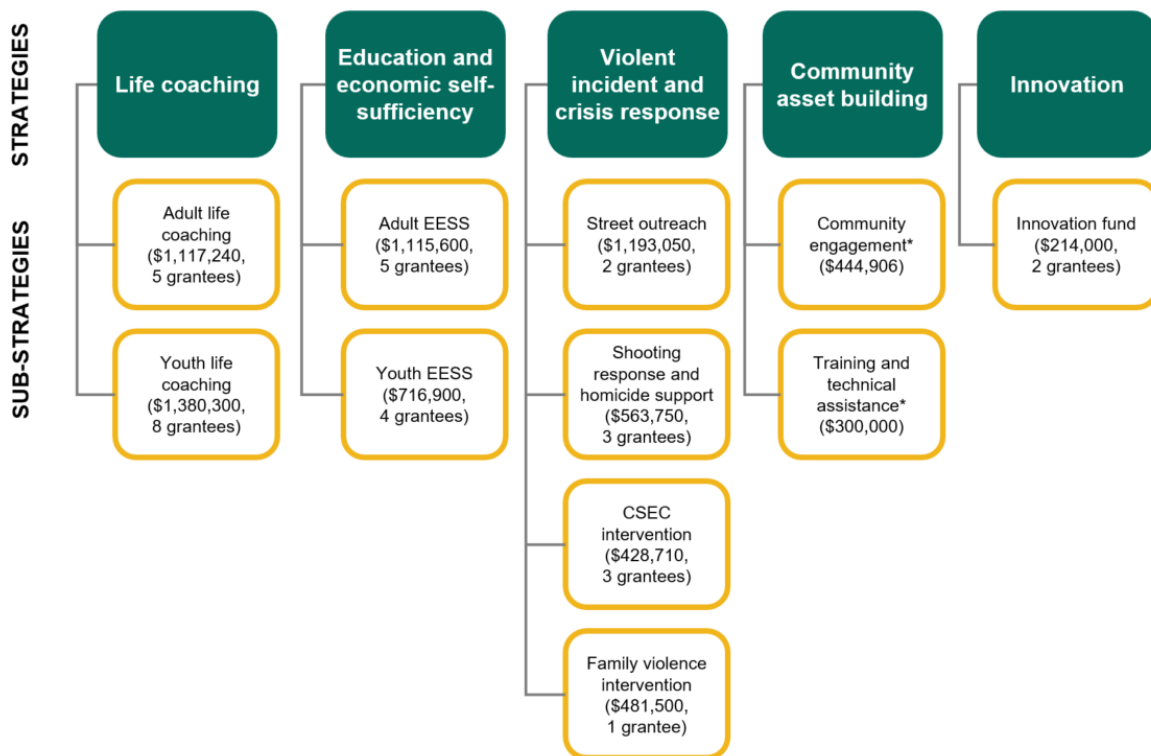 STRATEGIES
Life coaching
Education and
economic self-
sufficiency
Violent
incident and
crisis response
Community
asset building
Innovation
SUB-STRATEGIES
Adult life
coaching
($1,117,240,
5 grantees)
Adult EESS
($1,115,600,
5 grantees)
Street outreach
($1,193,050,
2 grantees)
Community
engagement*
($444,906)
Innovation fund
($214,000,
2 grantees)
Youth life
coaching
($1,380,300,
8 grantees)
Youth EESS
($716,900,
4 grantees)
Shooting
response and
homicide support
($563,750,
3 grantees)
Training and
technical
assistance*
($300,000)
CSEC
intervention
($428,710,
3 grantees)
Family violence
intervention
($481,500,
1 grantee)